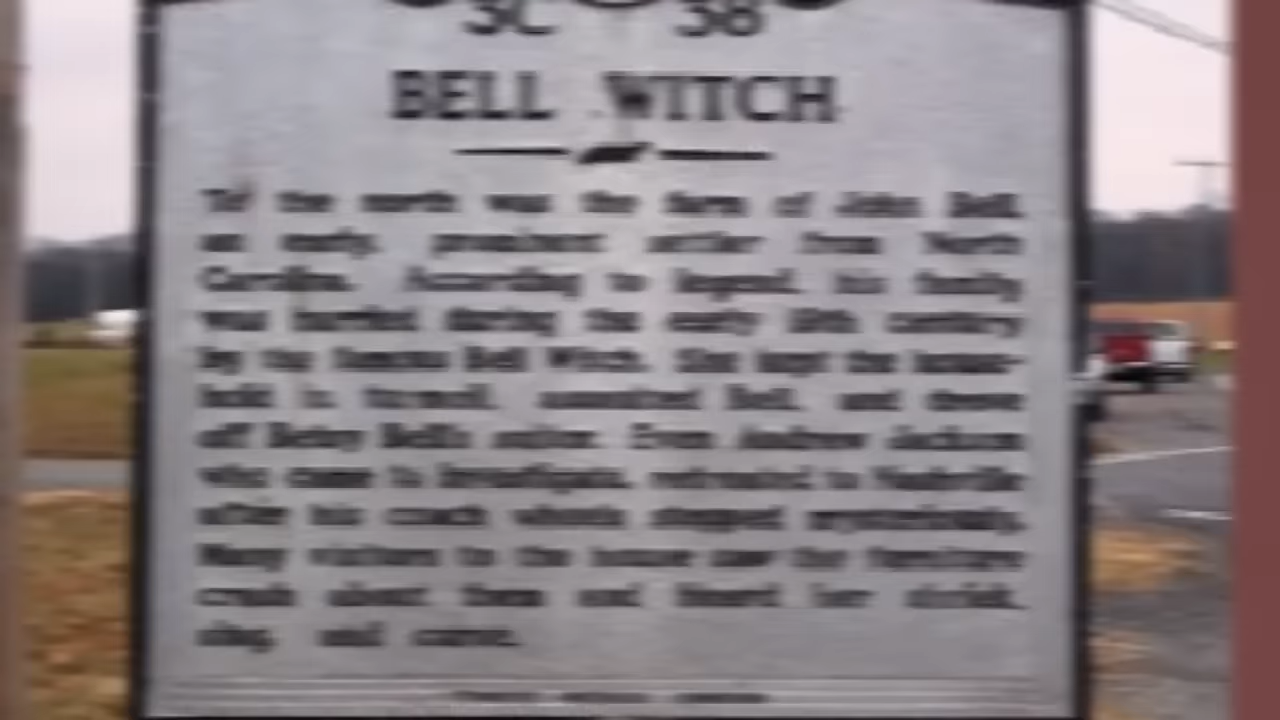 3C 38
BELL WITCH
To the north was the farm of John Bell,
an early, prominent settler from North
Carolina. According to legend, his family
was harried during the early 19th century
by the famous Bell Witch. She kept the house-
hold in turmoil, assaulted Bell, and drove
off Betsy Bell's suitor. Even Andrew Jackson
who came to investigate, retreated to Nashville
after his coach wheels stopped mysteriously.
Many visitors to the house saw the furniture
crash about them and heard her shriek,
sing, and curse.